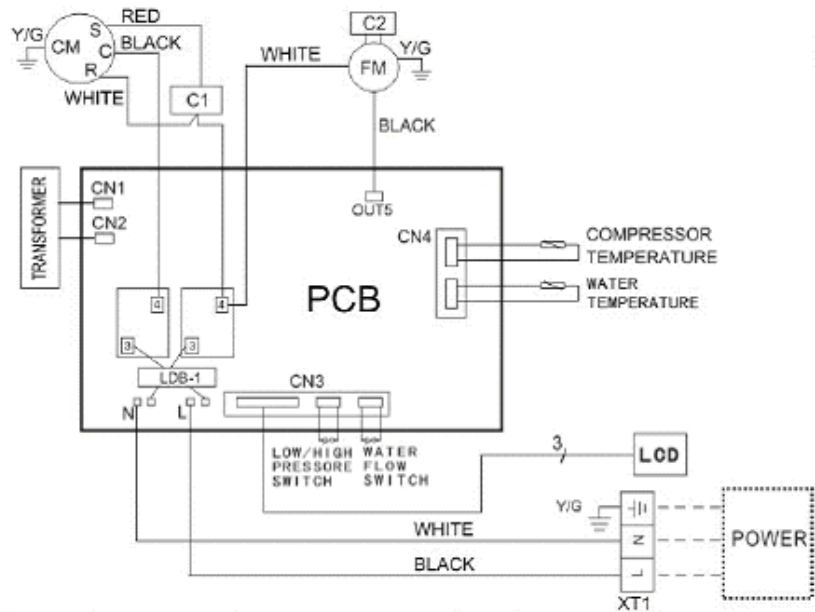 RED
C2
Y/G
S
CM
C
BLACK
R
WHITE
C1
WHITE
FM
Y/G
BLACK
TRANSFORMER
CN1
CN2
OUT5
CN4
COMPRESSOR
TEMPERATURE
WATER
TEMPERATURE
4
4
PCB
3
3
LDB-1
N
L
CN3
LOW/HIGH
PRESSURE
SWITCH
WATER
FLOW
SWITCH
3
LCD
Y/G
WHITE
N
BLACK
L
XT1
POWER